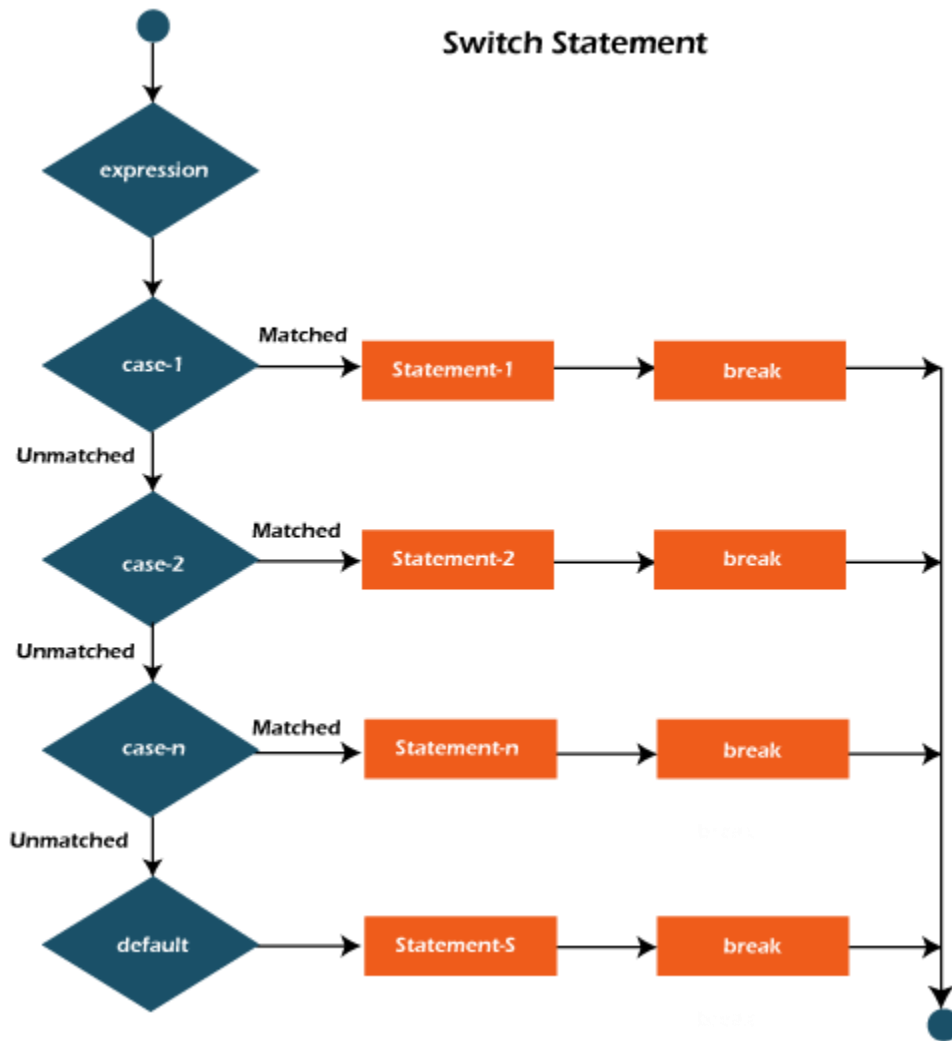 Switch Statement
expression
case-1
Matched
Statement-1
break
Unmatched
case-2
Matched
Statement-2
break
Unmatched
case-n
Matched
Statement-n
break
Unmatched
default
Statement-S
break